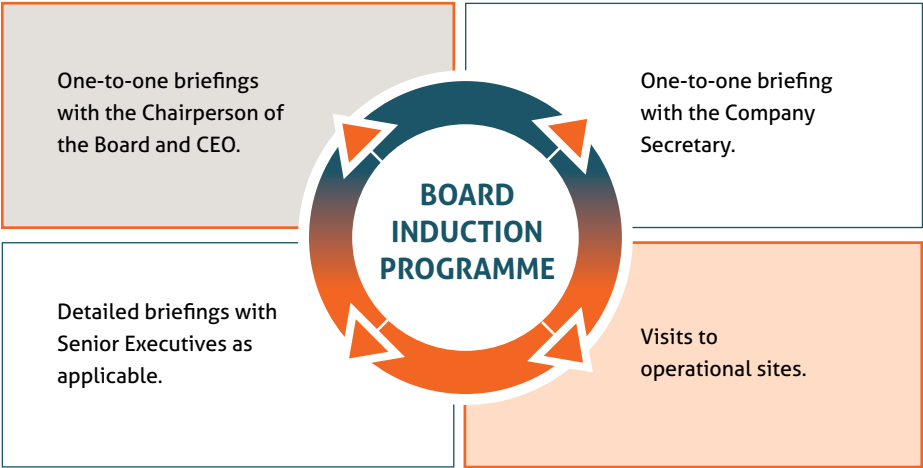 One-to-one briefings
with the Chairperson of
the Board and CEO.
One-to-one briefing
with the Company
Secretary.
BOARD
INDUCTION
PROGRAMME
Detailed briefings with
Senior Executives as
applicable.
Visits to
operational sites.